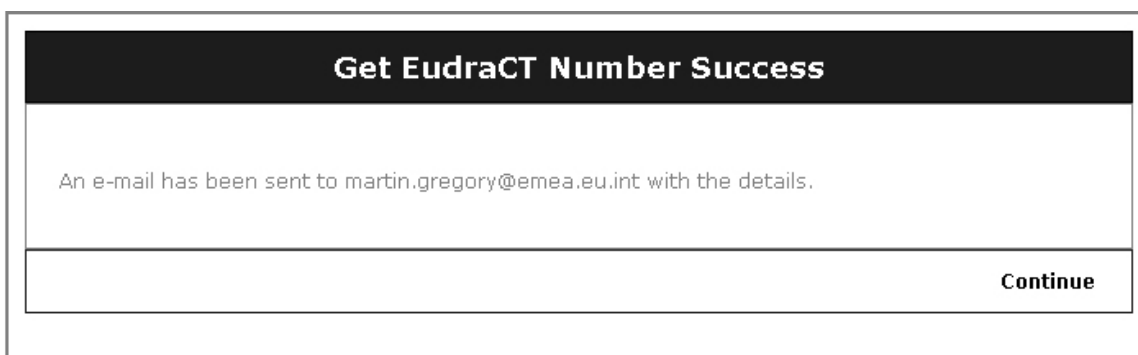 Get EudraCT Number Success
An e-mail has been sent to martin.gregory@emea.eu.int with the details.
Continue